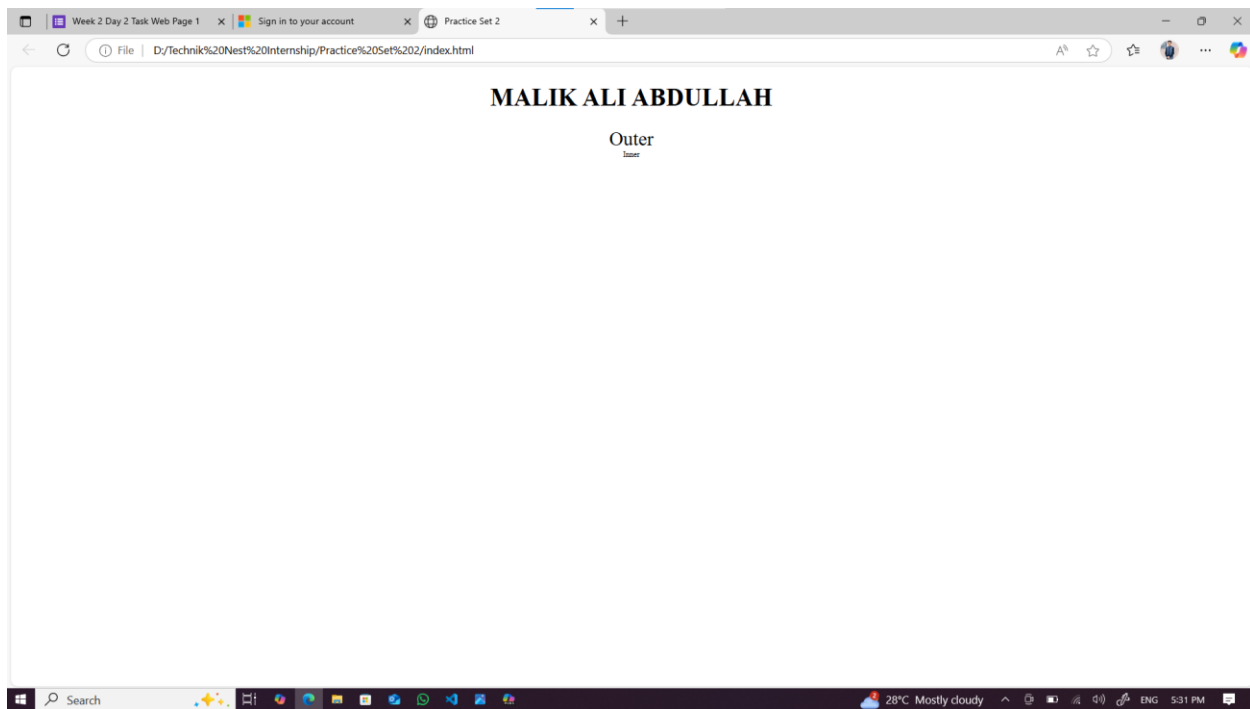 Week 2 Day 2 Task Web Page 1
Sign in to your account
Practice Set 2
File
D:/Technik%20Nest%20Internship/Practice%20Set%202/index.html
MALIK ALI ABDULLAH
Outer
Inner
Search
2
28°C Mostly cloudy
ENG
5:31 PM